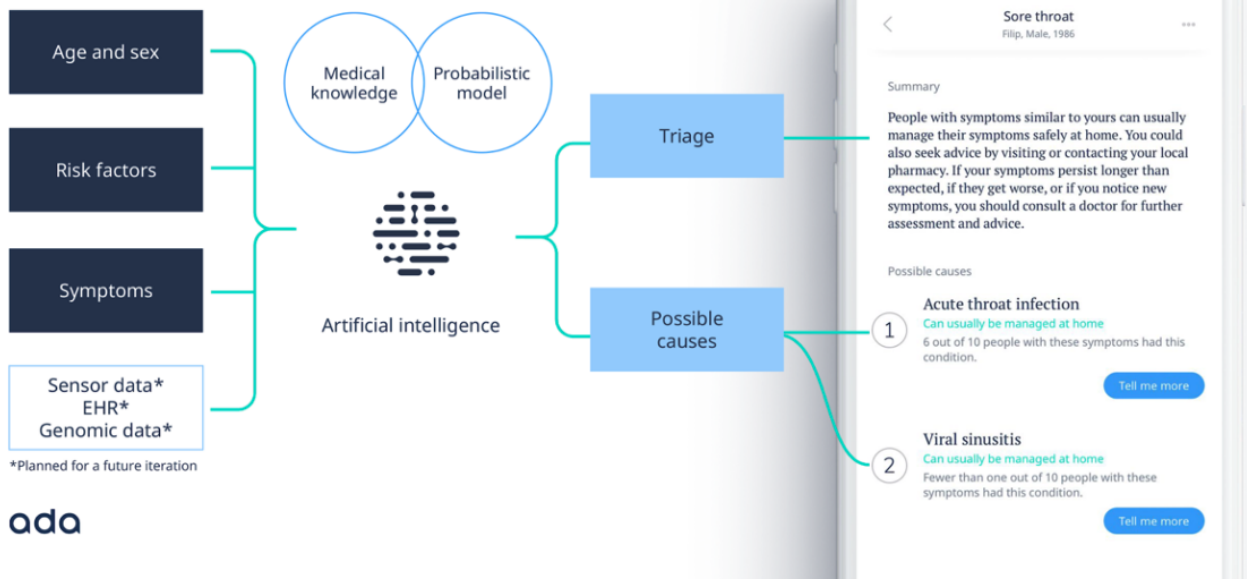 Age and sex
Risk factors
Symptoms
Sensor data*
EHR*
Genomic data*
*Planned for a future iteration
ada
Medical
knowledge
Probabilistic
model
Artificial intelligence
Triage
Possible
causes
Sore throat
Filip, Male, 1986
Summary
People with symptoms similar to yours can usually
manage their symptoms safely at home. You could
also seek advice by visiting or contacting your local
pharmacy. If your symptoms persist longer than
expected, if they get worse, or if you notice new
symptoms, you should consult a doctor for further
assessment and advice.
Possible causes
1
Acute throat infection
Can usually be managed at home
6 out of 10 people with these symptoms had this
condition.
Tell me more
2
Viral sinusitis
Can usually be managed at home
Fewer than one out of 10 people with these
symptoms had this condition.
Tell me more